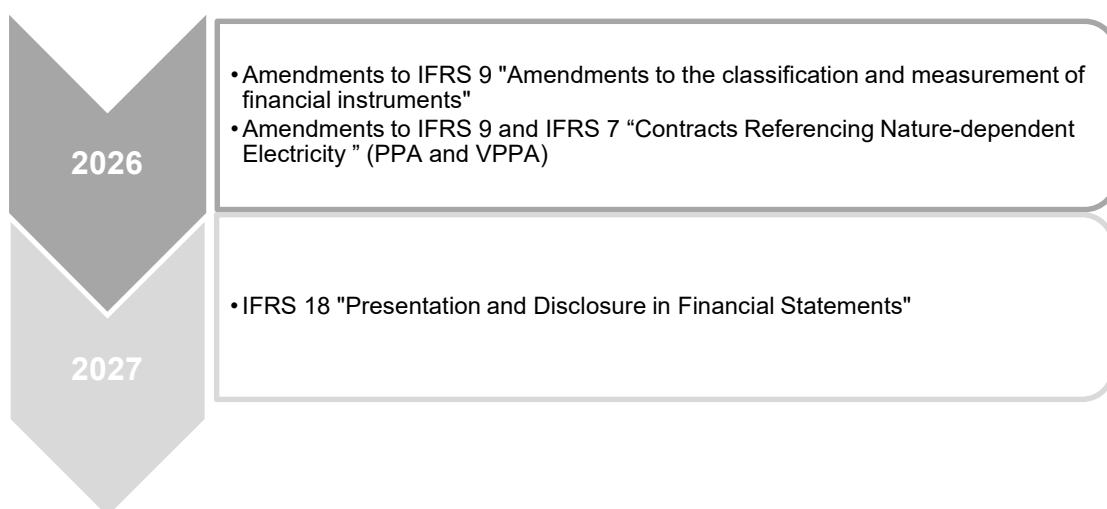 2026
•Amendments to IFRS 9 "Amendments to the classification and measurement of
financial instruments"
•Amendments to IFRS 9 and IFRS 7 “Contracts Referencing Nature-dependent
Electricity ” (PPA and VPPA)
2027
•IFRS 18 "Presentation and Disclosure in Financial Statements"